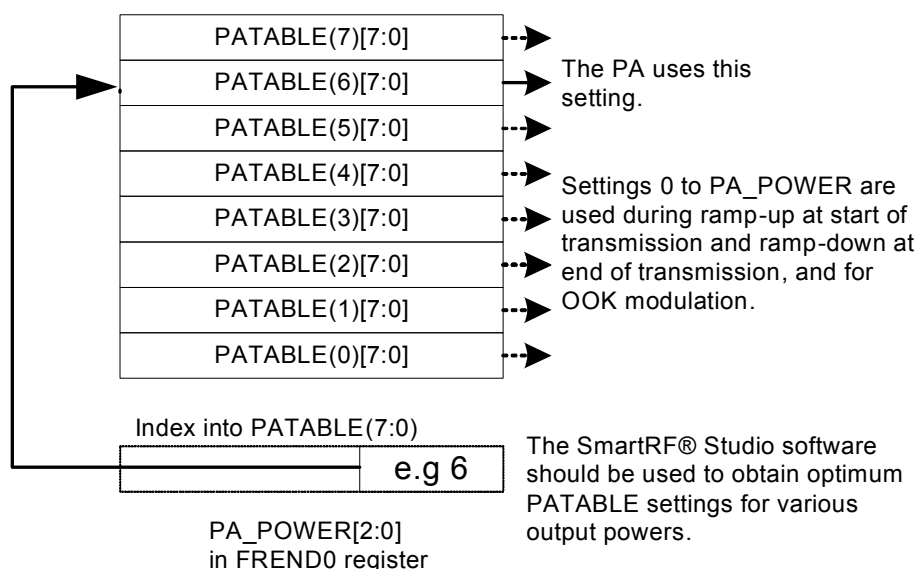 PATABLE(7)[7:0]
PATABLE(6)[7:0]
PATABLE(5)[7:0]
PATABLE(4)[7:0]
PATABLE(3)[7:0]
PATABLE(2)[7:0]
PATABLE(1)[7:0]
PATABLE(0)[7:0]
The PA uses this
setting.
Settings 0 to PA_POWER are
used during ramp-up at start of
transmission and ramp-down at
end of transmission, and for
OOK modulation.
Index into PATABLE(7:0)
e.g 6
PA_POWER[2:0]
in FREND0 register
The SmartRF® Studio software
should be used to obtain optimum
PATABLE settings for various
output powers.